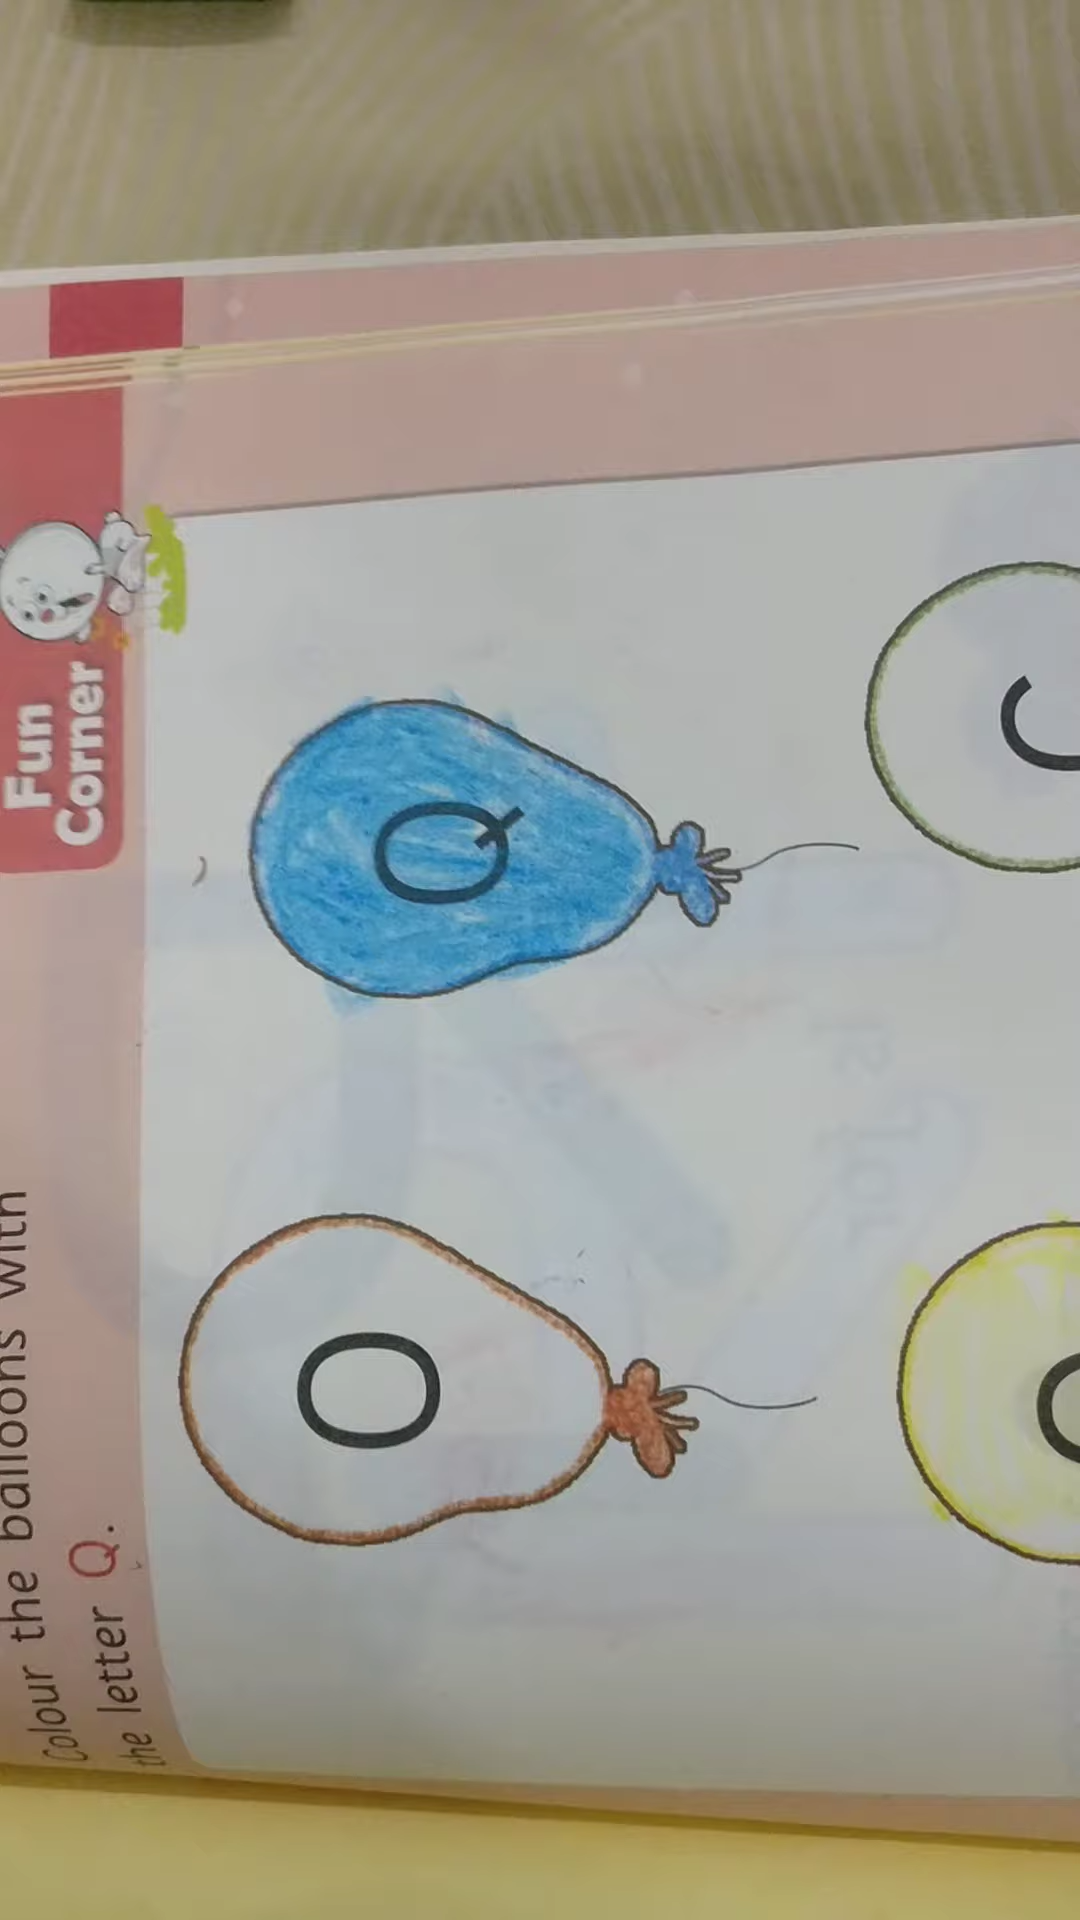 Fun
Corner
Colour the balloons with
the letter Q.
O
Q